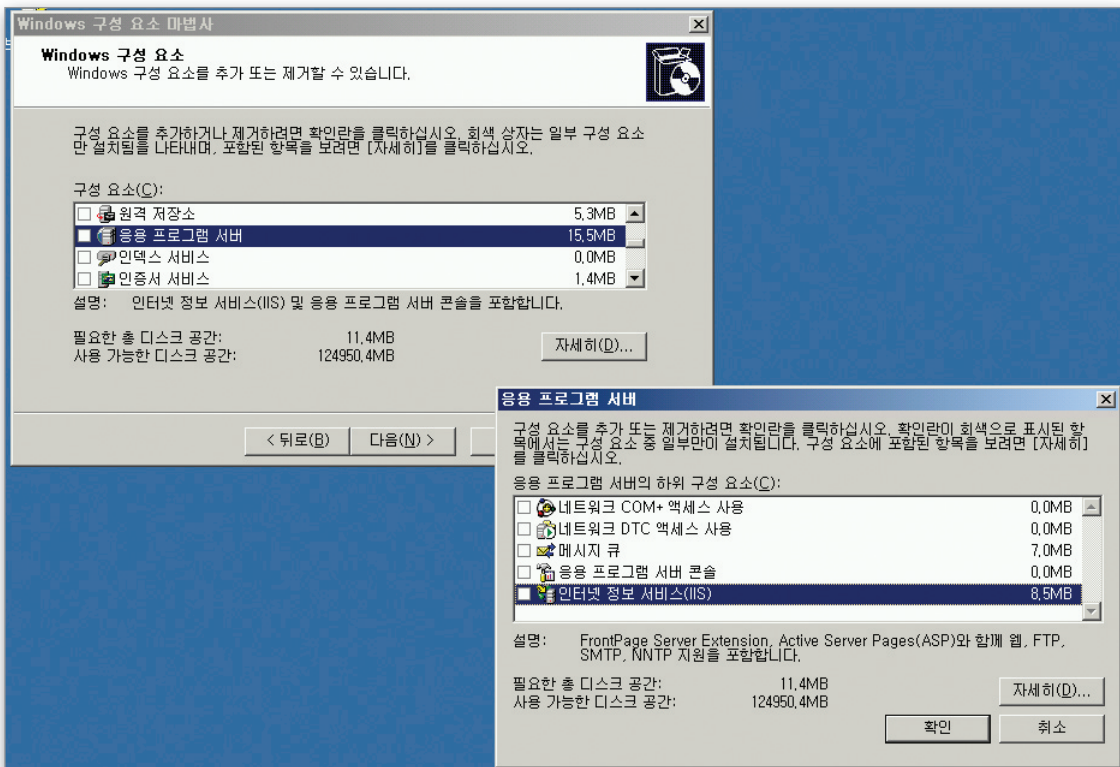 Windows 구성 요소 마법사
Windows 구성 요소
Windows 구성 요소를 추가 또는 제거할 수 있습니다.
구성 요소를 추가하거나 제거하려면 확인란을 클릭하십시오. 회색 상자는 일부 구성 요소
만 설치됨을 나타내며, 포함된 항목을 보려면 [자세히]를 클릭하십시오.
구성 요소(C):
원격 저장소 5.3MB
응용 프로그램 서버 15.5MB
인덱스 서비스 0.0MB
인증서 서비스 1.4MB
설명: 인터넷 정보 서비스(IIS) 및 응용 프로그램 서버 콘솔을 포함합니다.
필요한 총 디스크 공간: 11.4MB
사용 가능한 디스크 공간: 124950.4MB
자세히(D)...
< 뒤로(B) 다음(N) >
응용 프로그램 서버
구성 요소를 추가 또는 제거하려면 확인란을 클릭하십시오. 확인란이 회색으로 표시된 항
목에서는 구성 요소 중 일부만이 설치됩니다. 구성 요소에 포함된 항목을 보려면 [자세히]
를 클릭하십시오.
응용 프로그램 서버의 하위 구성 요소(C):
네트워크 COM+ 액세스 사용 0.0MB
네트워크 DTC 액세스 사용 0.0MB
메시지 큐 7.0MB
응용 프로그램 서버 콘솔 0.0MB
인터넷 정보 서비스(IIS) 8.5MB
설명: FrontPage Server Extension, Active Server Pages(ASP)와 함께 웹, FTP,
SMTP, NNTP 지원을 포함합니다.
필요한 총 디스크 공간: 11.4MB
사용 가능한 디스크 공간: 124950.4MB
자세히(D)...
확인 취소